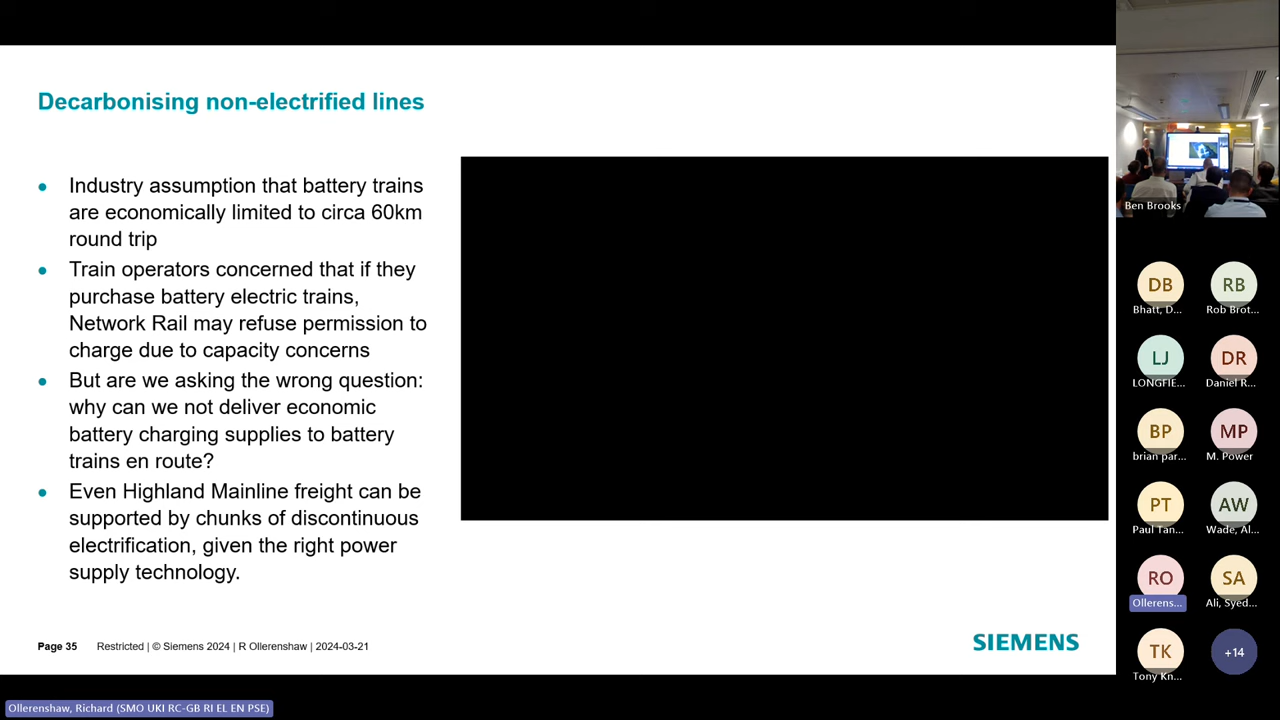 Decarbonising non-electrified lines
Industry assumption that battery trains
are economically limited to circa 60km
round trip
Train operators concerned that if they
purchase battery electric trains,
Network Rail may refuse permission to
charge due to capacity concerns
But are we asking the wrong question:
why can we not deliver economic
battery charging supplies to battery
trains en route?
Even Highland Mainline freight can be
supported by chunks of discontinuous
electrification, given the right power
supply technology.
Page 35 Restricted | © Siemens 2024 | R Ollerenshaw | 2024-03-21
SIEMENS
Ollerenshaw, Richard (SMO UKI RC-GB RI EL EN PSE)
Ben Brooks
DB RB
Bhatt, D... Rob Brot...
LJ DR
LONGFIE... Daniel R...
BP MP
brian par... M. Power
PT AW
Paul Tan... Wade, Al...
RO SA
Ollerens... Ali, Syed...
TK +14
Tony Kn...